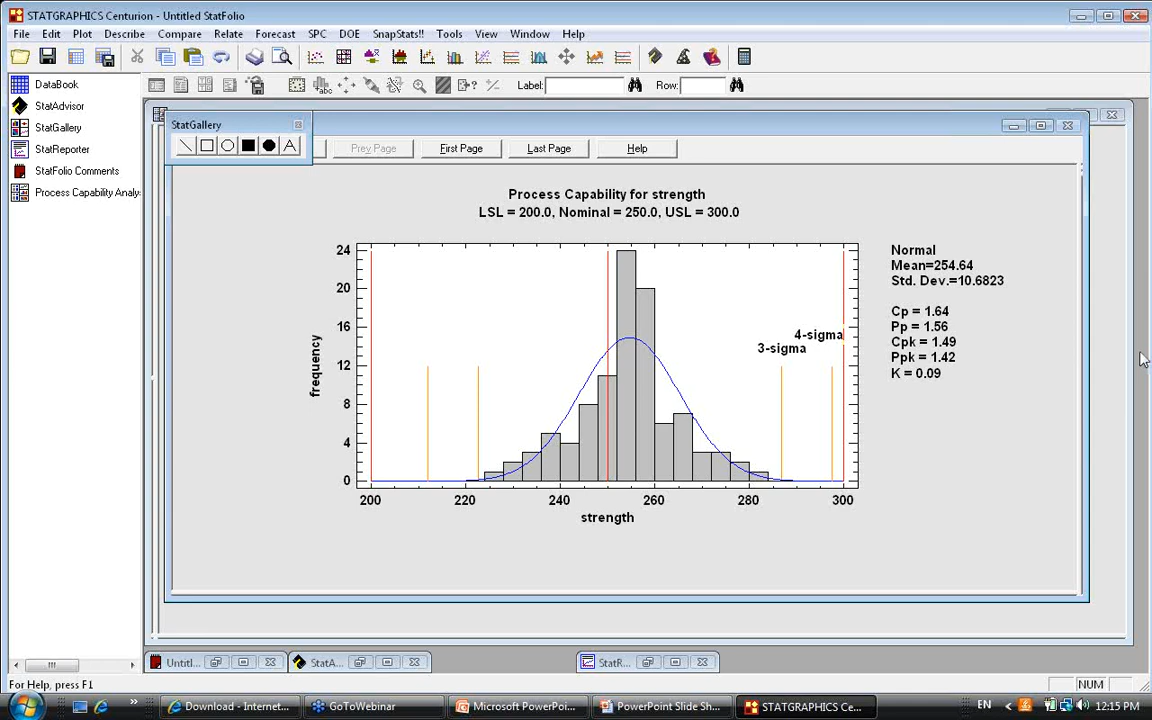 STATGRAPHICS Centurion - Untitled StatFolio
File Edit Plot Describe Compare Relate Forecast SPC DOE SnapStats!! Tools View Window Help
Label: Row:
DataBook
StatAdvisor
StatGallery
StatReporter
StatFolio Comments
Process Capability Analy
StatGallery
Prev Page First Page Last Page Help
Process Capability for strength
LSL = 200.0, Nominal = 250.0, USL = 300.0
24
20
16
12
8
4
0
frequency
4-sigma
3-sigma
200 220 240 260 280 300
strength
Normal
Mean=254.64
Std. Dev.=10.6823
Cp = 1.64
Pp = 1.56
Cpk = 1.49
Ppk = 1.42
K = 0.09
Untitl... StatA... StatR...
For Help, press F1
NUM
Download - Internet... GoToWebinar Microsoft PowerPoi... PowerPoint Slide Sh... STATGRAPHICS Ce... EN 12:15 PM